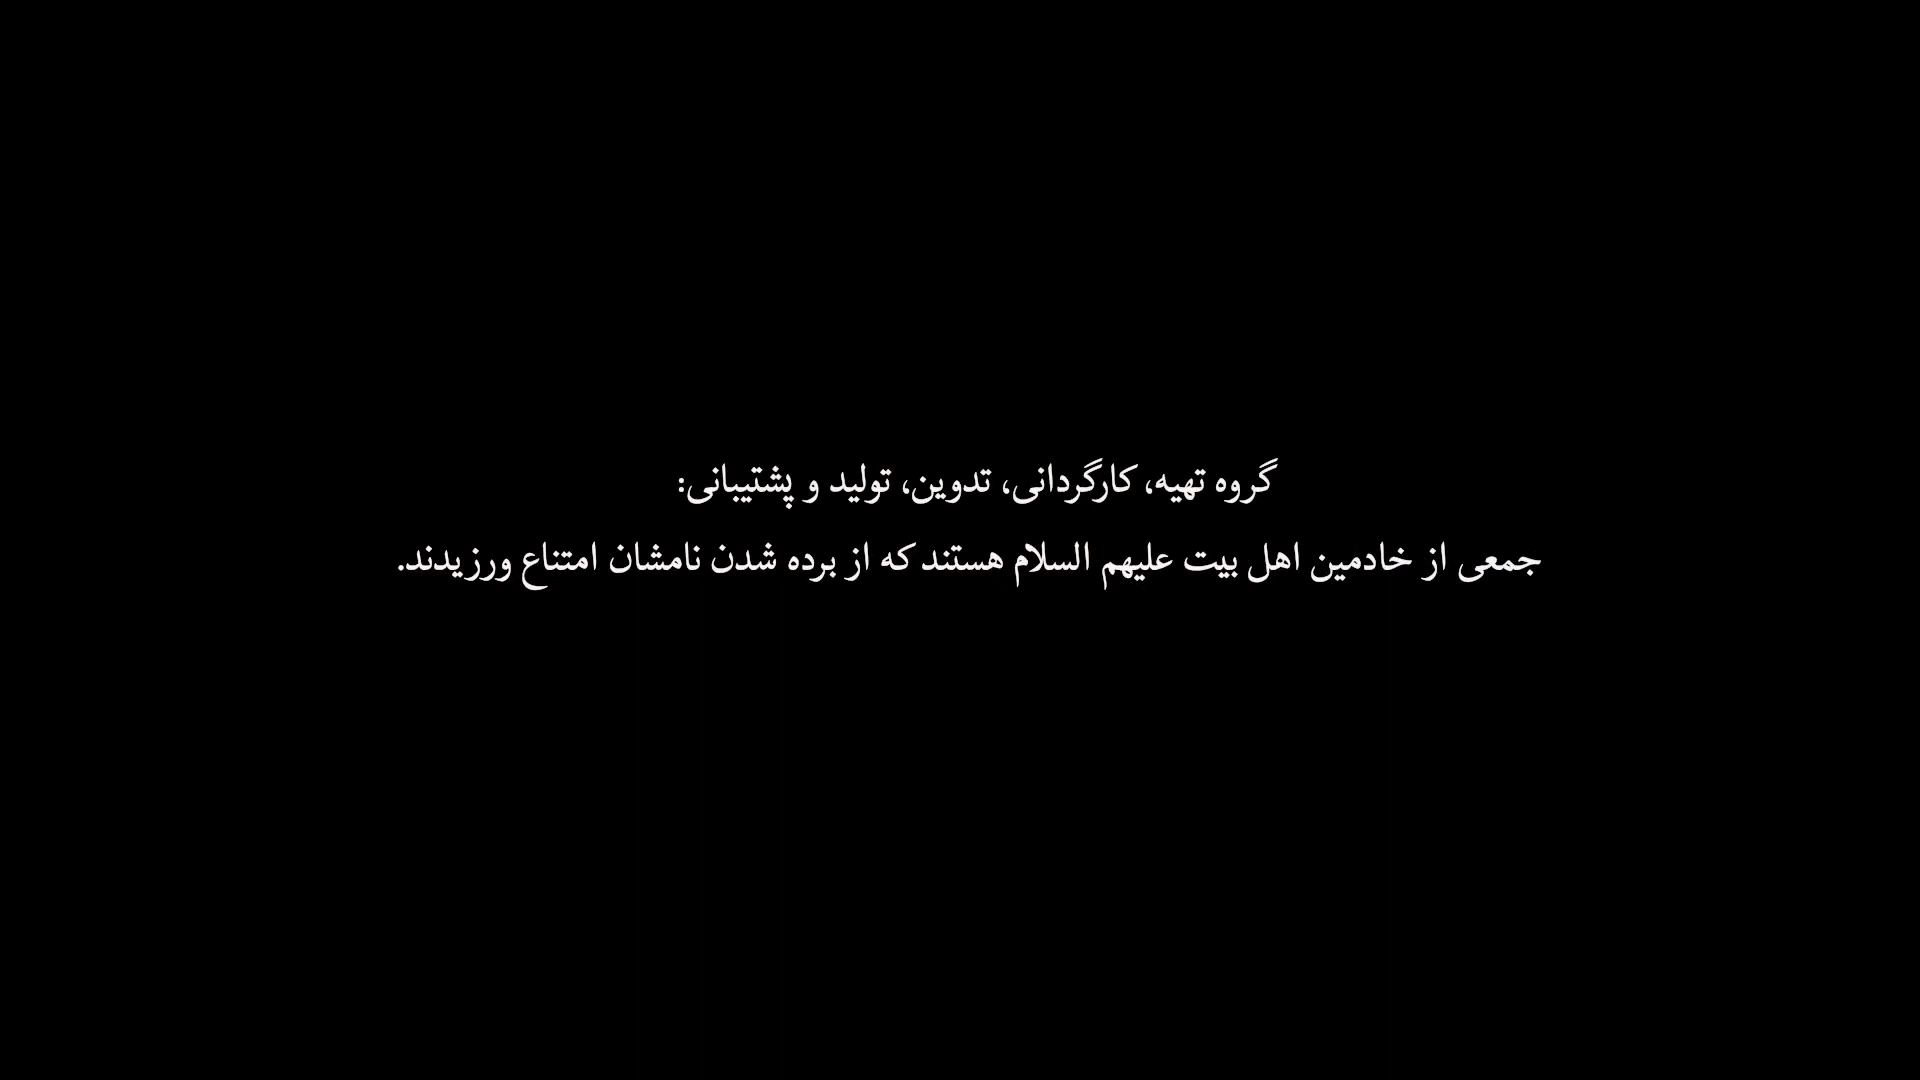 گروه تهیه، کارگردانی، تدوین، تولید و پشتیبانی:
جمعی از خادمین اهل بیت علیهم السلام هستند که از برده شدن نامشان امتناع ورزیدند.